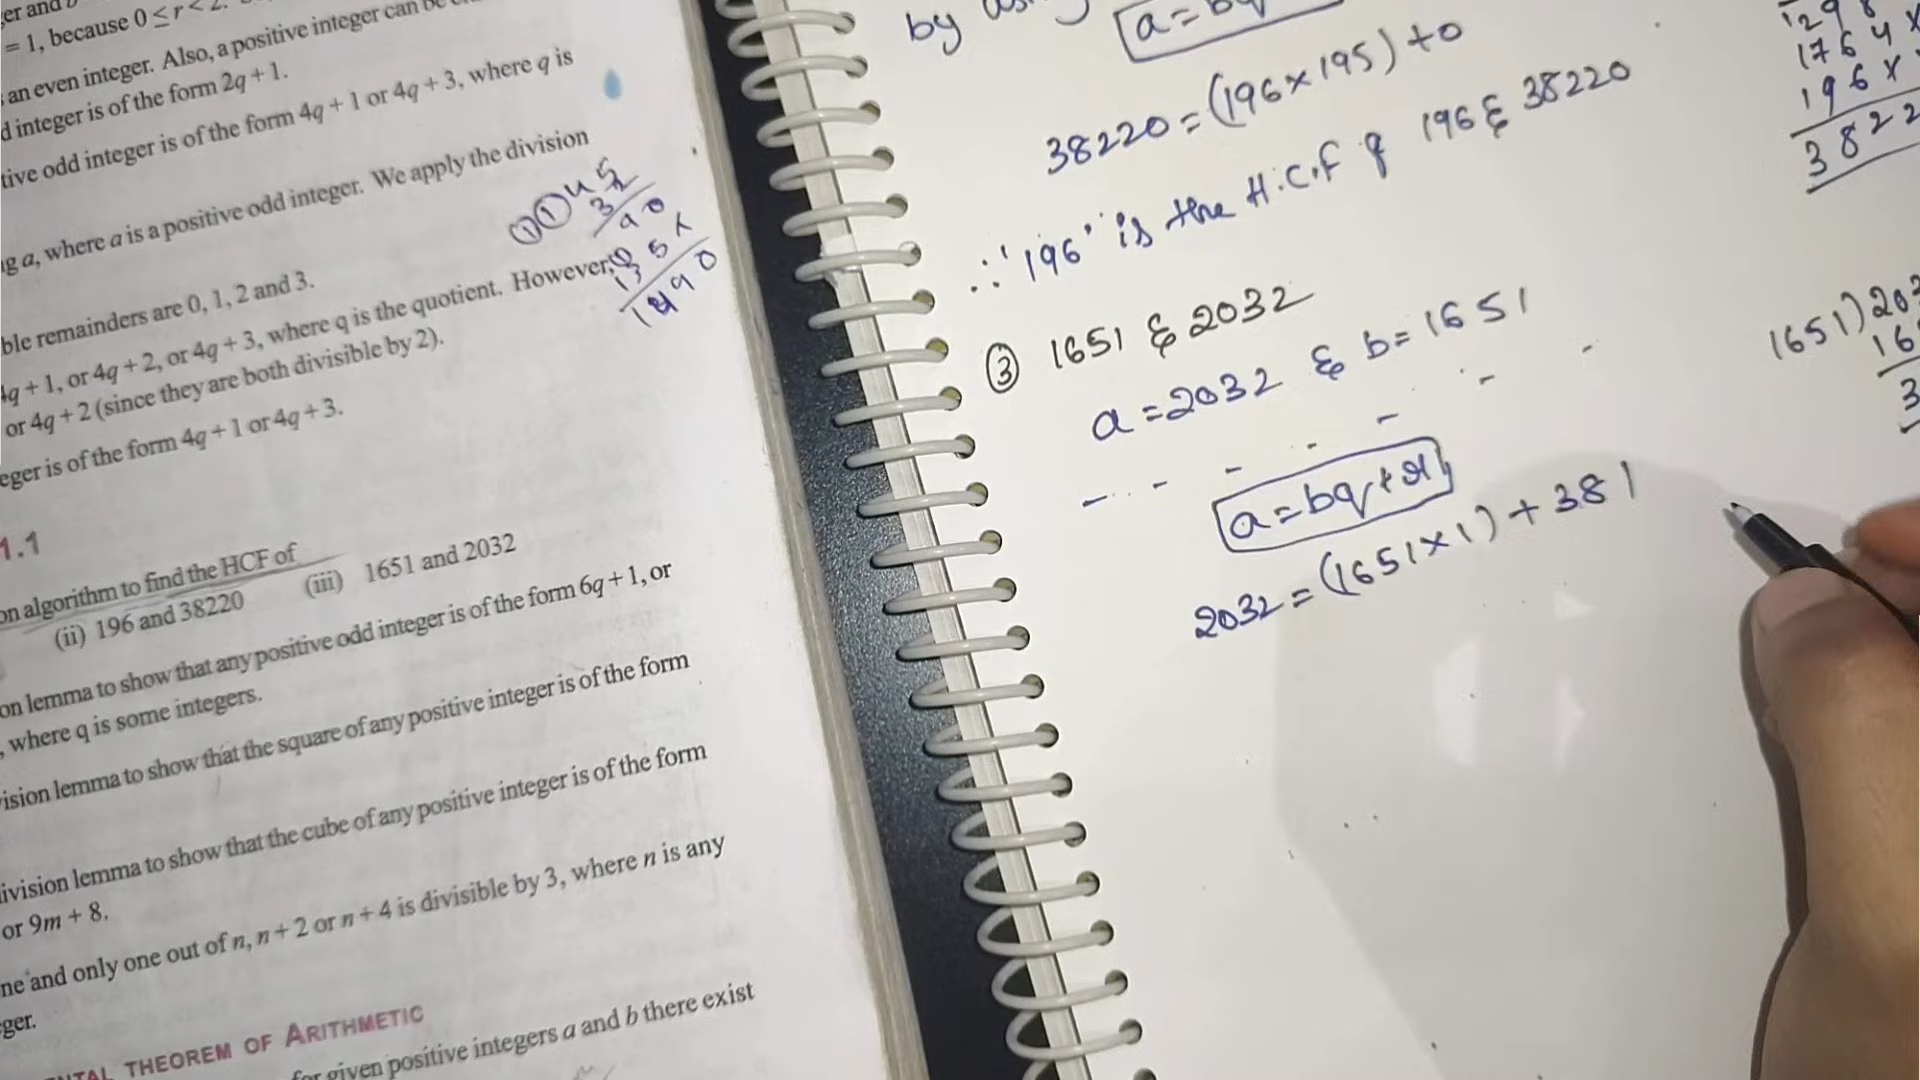 = 1, because 0 ≤ r < 2.
an even integer. Also, a positive integer can be
integer is of the form 2q + 1.
tive odd integer is of the form 4q + 1 or 4q + 3, where q is
a, where a is a positive odd integer. We apply the division
ble remainders are 0, 1, 2 and 3.
4q + 1, or 4q + 2, or 4q + 3, where q is the quotient. However,
or 4q + 2 (since they are both divisible by 2).
eger is of the form 4q + 1 or 4q + 3.
1.1
on algorithm to find the HCF of
(ii) 196 and 38220 (iii) 1651 and 2032
on lemma to show that any positive odd integer is of the form 6q + 1, or
, where q is some integers.
ision lemma to show that the square of any positive integer is of the form
ivision lemma to show that the cube of any positive integer is of the form
or 9m + 8.
ne and only one out of n, n + 2 or n + 4 is divisible by 3, where n is any
ger.
NTAL THEOREM OF ARITHMETIC
for given positive integers a and b there exist
by
a = bq
38220 = (196 × 195) + 0
∴ "196" is the H.C.F of 196 & 38220
③ 1651 & 2032
a = 2032 & b = 1651
a = bq + r
2032 = (1651 × 1) + 381
1764 ×
196 ×
3822
1651) 203